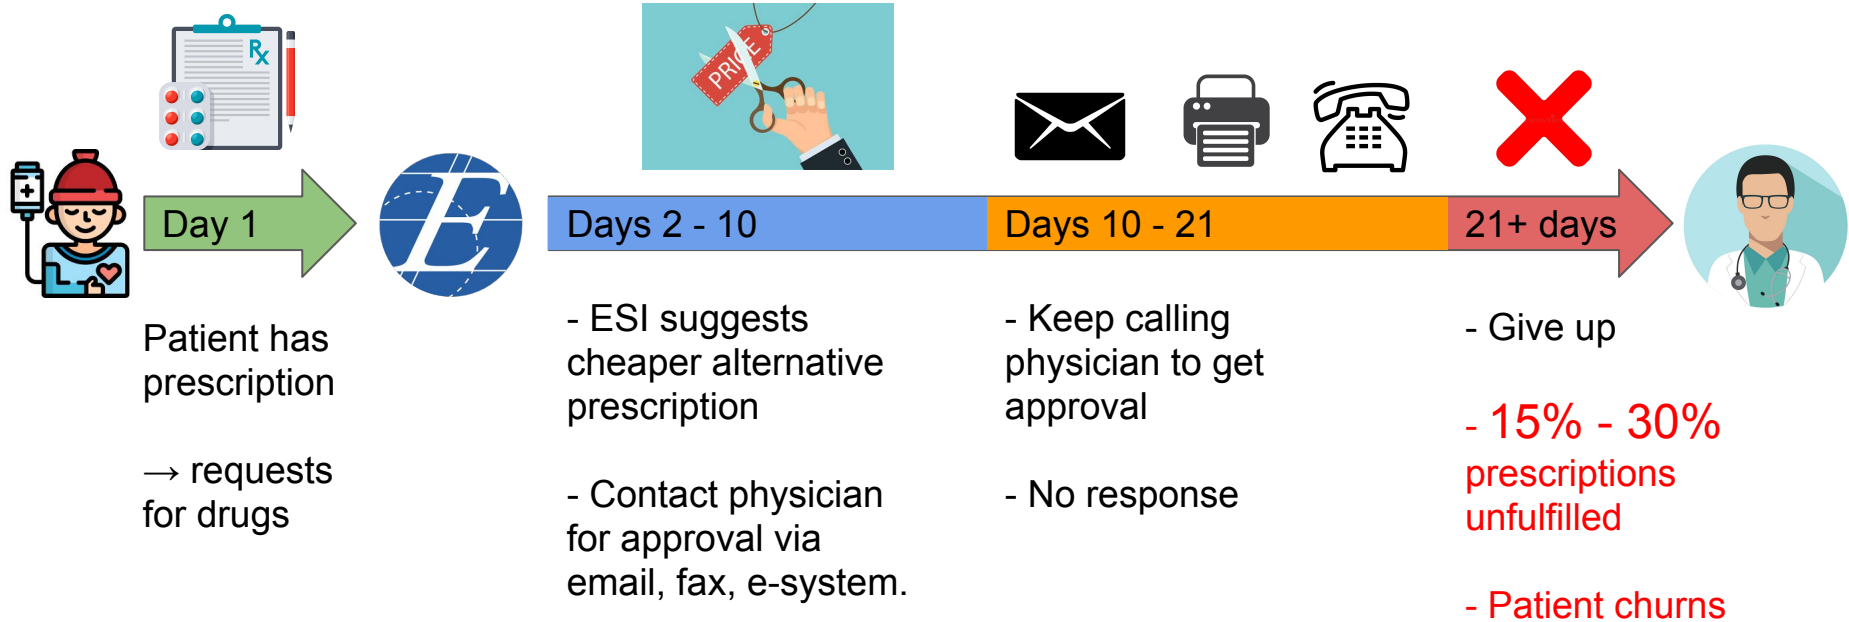 Rx
PRICE
E
Day 1
Days 2 - 10
Days 10 - 21
21+ days
Patient has
prescription
→ requests
for drugs
- ESI suggests
cheaper alternative
prescription
- Contact physician
for approval via
email, fax, e-system.
- Keep calling
physician to get
approval
- No response
- Give up
- 15% - 30%
prescriptions
unfulfilled
- Patient churns